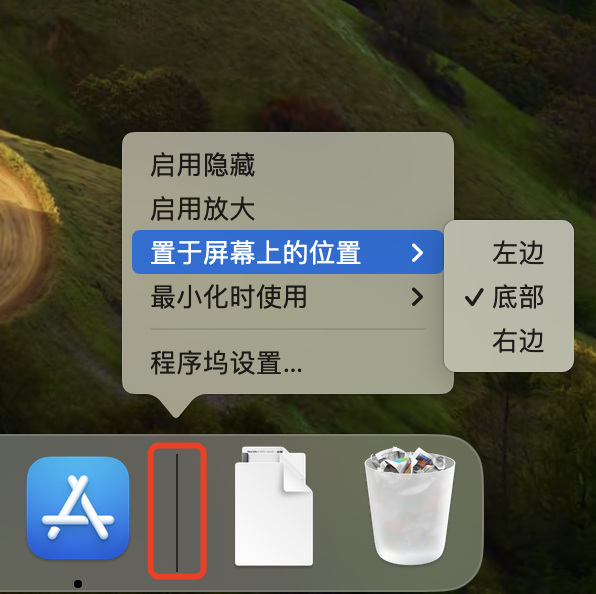 启用隐藏
启用放大
置于屏幕上的位置
左边
底部
右边
最小化时使用
程序坞设置...